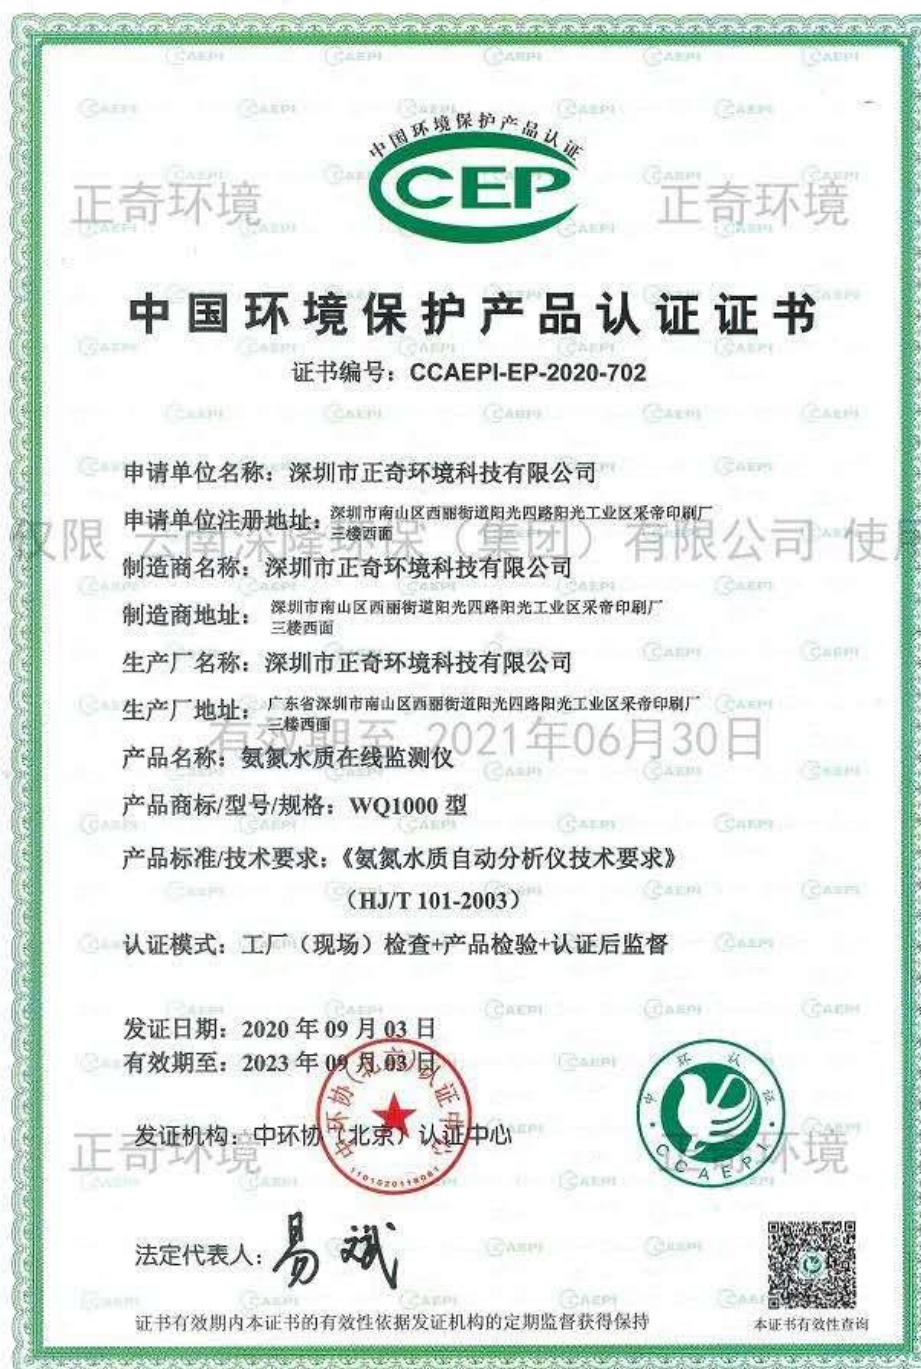 中国环境保护产品认证
CEP
正奇环境
正奇环境
中国环境保护产品认证证书
证书编号：CCAEPI-EP-2020-702
申请单位名称：深圳市正奇环境科技有限公司
申请单位注册地址：深圳市南山区西丽街道阳光四路阳光工业区采帝印刷厂
三楼西面
仅限 云南深隆环保（集团）有限公司 使用
制造商名称：深圳市正奇环境科技有限公司
制造商地址：深圳市南山区西丽街道阳光四路阳光工业区采帝印刷厂
三楼西面
生产厂名称：深圳市正奇环境科技有限公司
生产厂地址：广东省深圳市南山区西丽街道阳光四路阳光工业区采帝印刷厂
三楼西面
有效期至 2021年06月30日
产品名称：氨氮水质在线监测仪
产品商标/型号/规格：WQ1000 型
产品标准/技术要求：《氨氮水质自动分析仪技术要求》
（HJ/T 101-2003）
认证模式：工厂（现场）检查+产品检验+认证后监督
发证日期：2020 年 09 月 03 日
有效期至：2023 年 09 月 03 日
发证机构：中环协（北京）认证中心
中环协(北京)认证中心
中环认证
CCAEPI
正奇环境
正奇环境
法定代表人：易斌
证书有效期内本证书的有效性依据发证机构的定期监督获得保持
本证书有效性查询